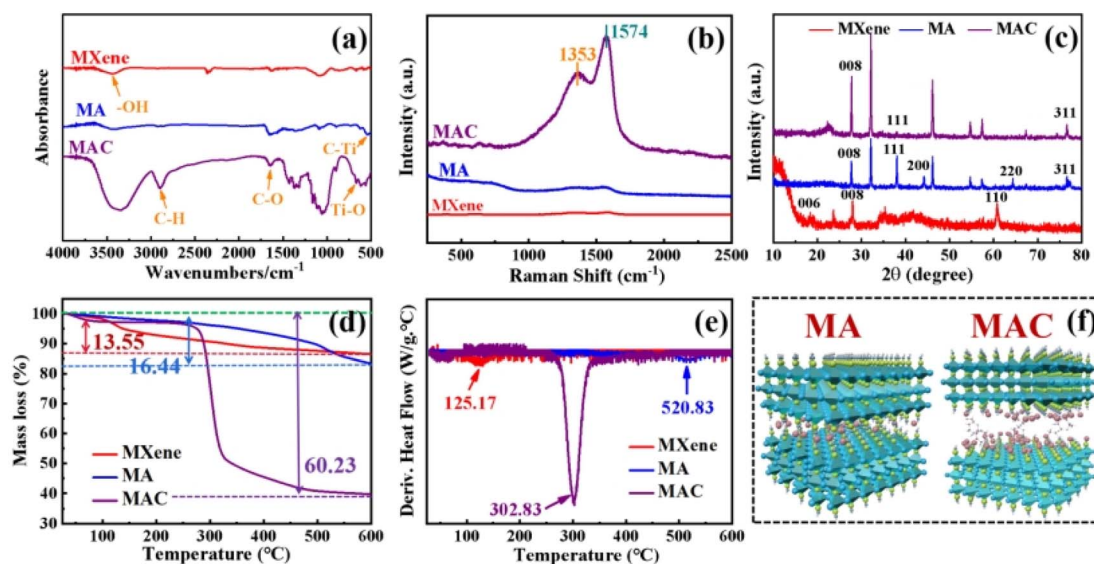 (a)
MXene
-OH
MA
MAC
C-H
C-O
C-Ti
Ti-O
Absorbance
4000 3500 3000 2500 2000 1500 1000 500
Wavenumbers/cm⁻¹
(b)
1353
1574
MAC
MA
MXene
Intensity (a.u.)
500 1000 1500 2000 2500
Raman Shift (cm⁻¹)
(c)
MXene MA MAC
008
111
311
008
111
200
220
311
006
008
110
Intensity (a.u.)
10 20 30 40 50 60 70 80
2θ (degree)
(d)
100
90
80
70
60
50
40
30
13.55
16.44
60.23
MXene
MA
MAC
Mass loss (%)
100 200 300 400 500 600
Temperature (°C)
(e)
125.17
520.83
302.83
MXene
MA
MAC
Deriv. Heat Flow (W/g.°C)
100 200 300 400 500 600
Temperature (°C)
(f)
MA
MAC